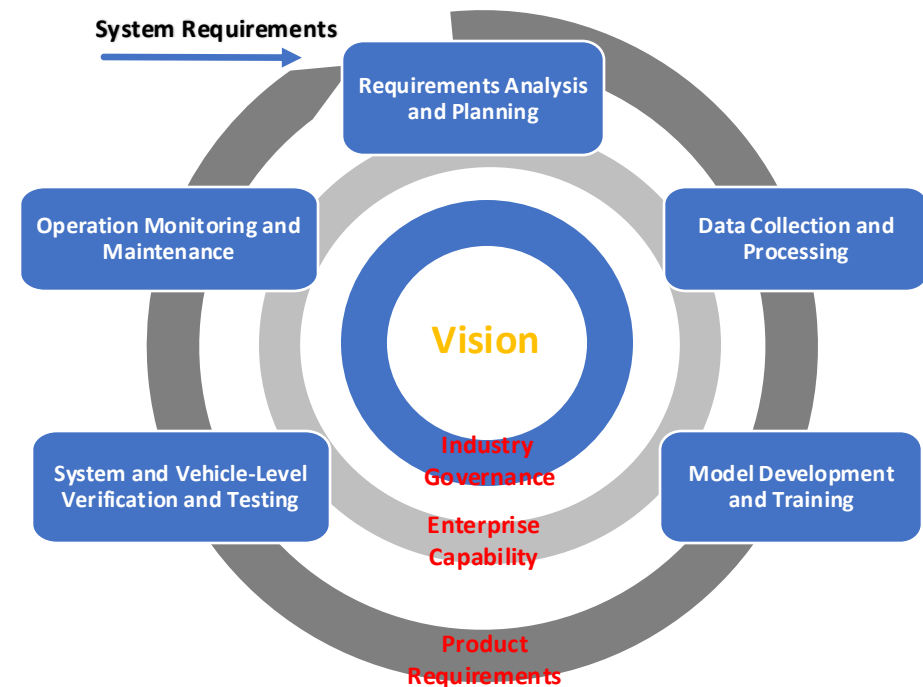 System Requirements
Requirements Analysis
and Planning
Operation Monitoring and
Maintenance
Data Collection and
Processing
Vision
Industry
Governance
System and Vehicle-Level
Verification and Testing
Model Development
and Training
Enterprise
Capability
Product
Requirements